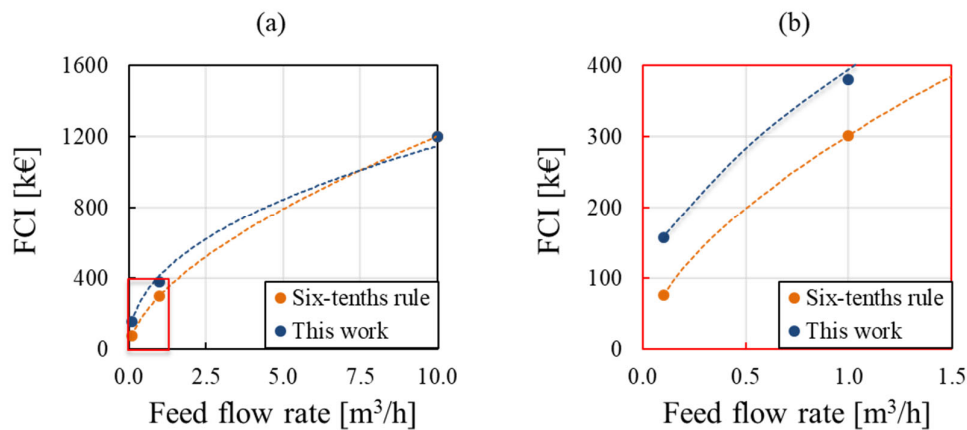 (a)
1600
1200
800
400
0
FCI [k€]
0.0 2.5 5.0 7.5 10.0
Feed flow rate [m³/h]
Six-tenths rule
This work
(b)
400
300
200
100
0
FCI [k€]
0.0 0.5 1.0 1.5
Feed flow rate [m³/h]
Six-tenths rule
This work